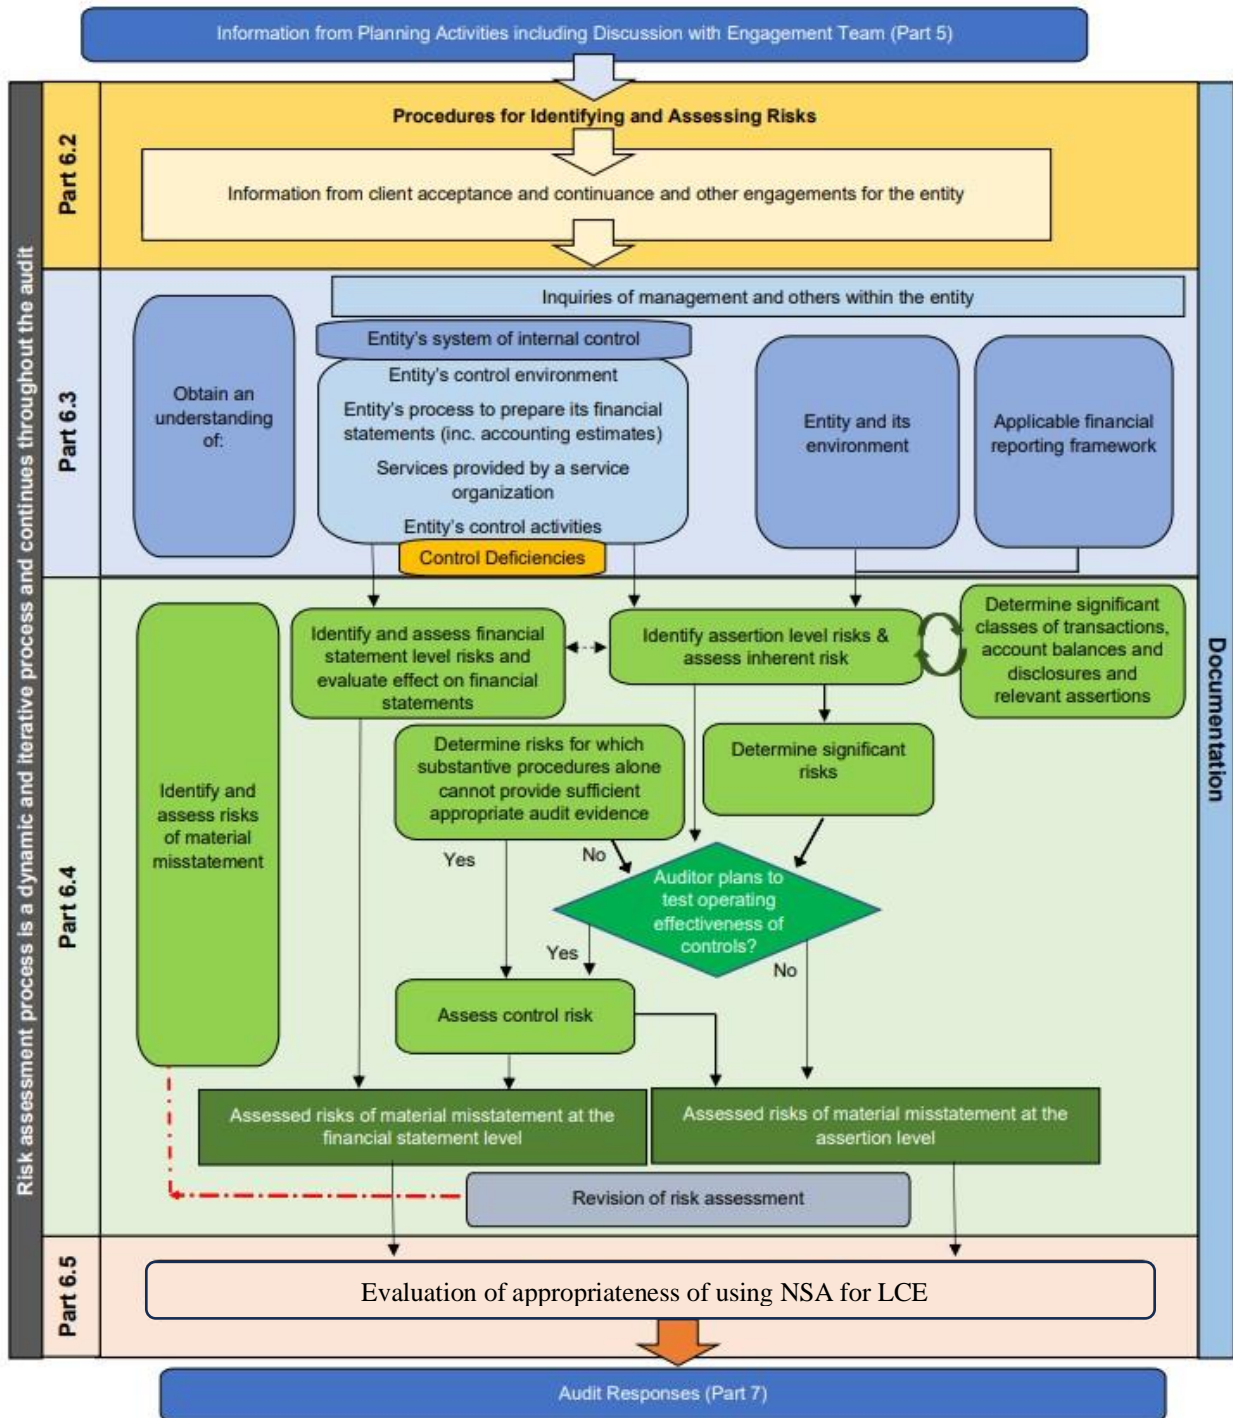 Information from Planning Activities including Discussion with Engagement Team (Part 5)
Risk assessment process is a dynamic and iterative process and continues throughout the audit
Documentation
Part 6.2
Procedures for Identifying and Assessing Risks
Information from client acceptance and continuance and other engagements for the entity
Part 6.3
Inquiries of management and others within the entity
Obtain an
understanding
of:
Entity's system of internal control
Entity's control environment
Entity's process to prepare its financial
statements (inc. accounting estimates)
Services provided by a service
organization
Entity's control activities
Control Deficiencies
Entity and its
environment
Applicable financial
reporting framework
Part 6.4
Identify and
assess risks
of material
misstatement
Identify and assess financial
statement level risks and
evaluate effect on financial
statements
Identify assertion level risks &
assess inherent risk
Determine significant
classes of transactions,
account balances and
disclosures and
relevant assertions
Determine risks for which
substantive procedures alone
cannot provide sufficient
appropriate audit evidence
Determine significant
risks
Yes
No
Auditor plans to
test operating
effectiveness of
controls?
Yes
No
Assess control risk
Assessed risks of material misstatement at the
financial statement level
Assessed risks of material misstatement at the
assertion level
Revision of risk assessment
Part 6.5
Evaluation of appropriateness of using NSA for LCE
Audit Responses (Part 7)